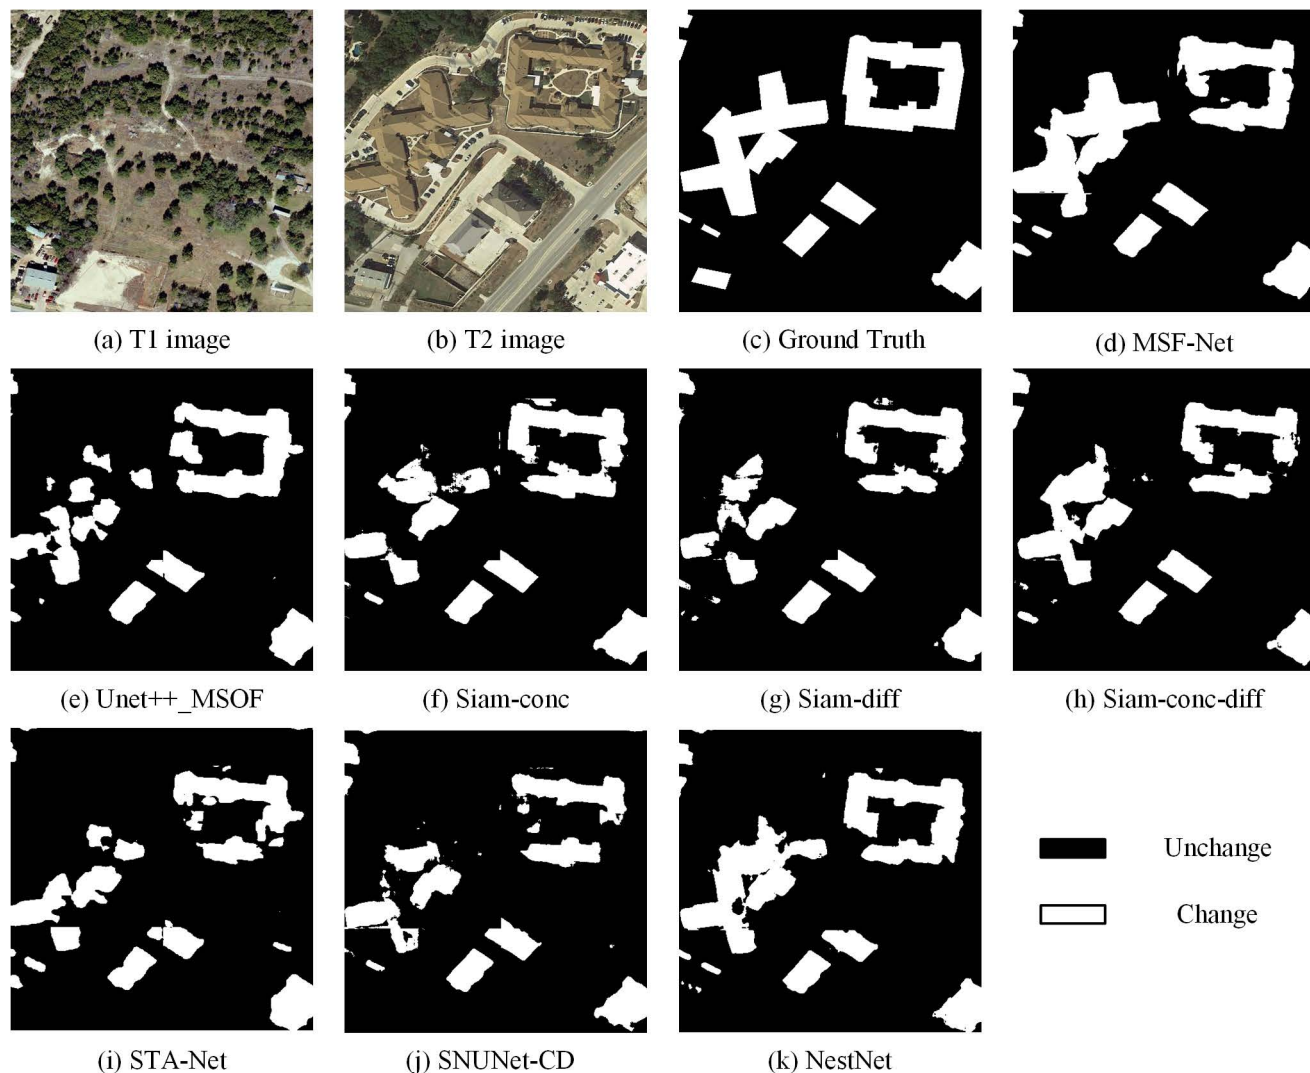 (a) T1 image
(b) T2 image
(c) Ground Truth
(d) MSF-Net
(e) Unet++_MSOF
(f) Siam-conc
(g) Siam-diff
(h) Siam-conc-diff
Unchange
Change
(i) STA-Net
(j) SNUNet-CD
(k) NestNet